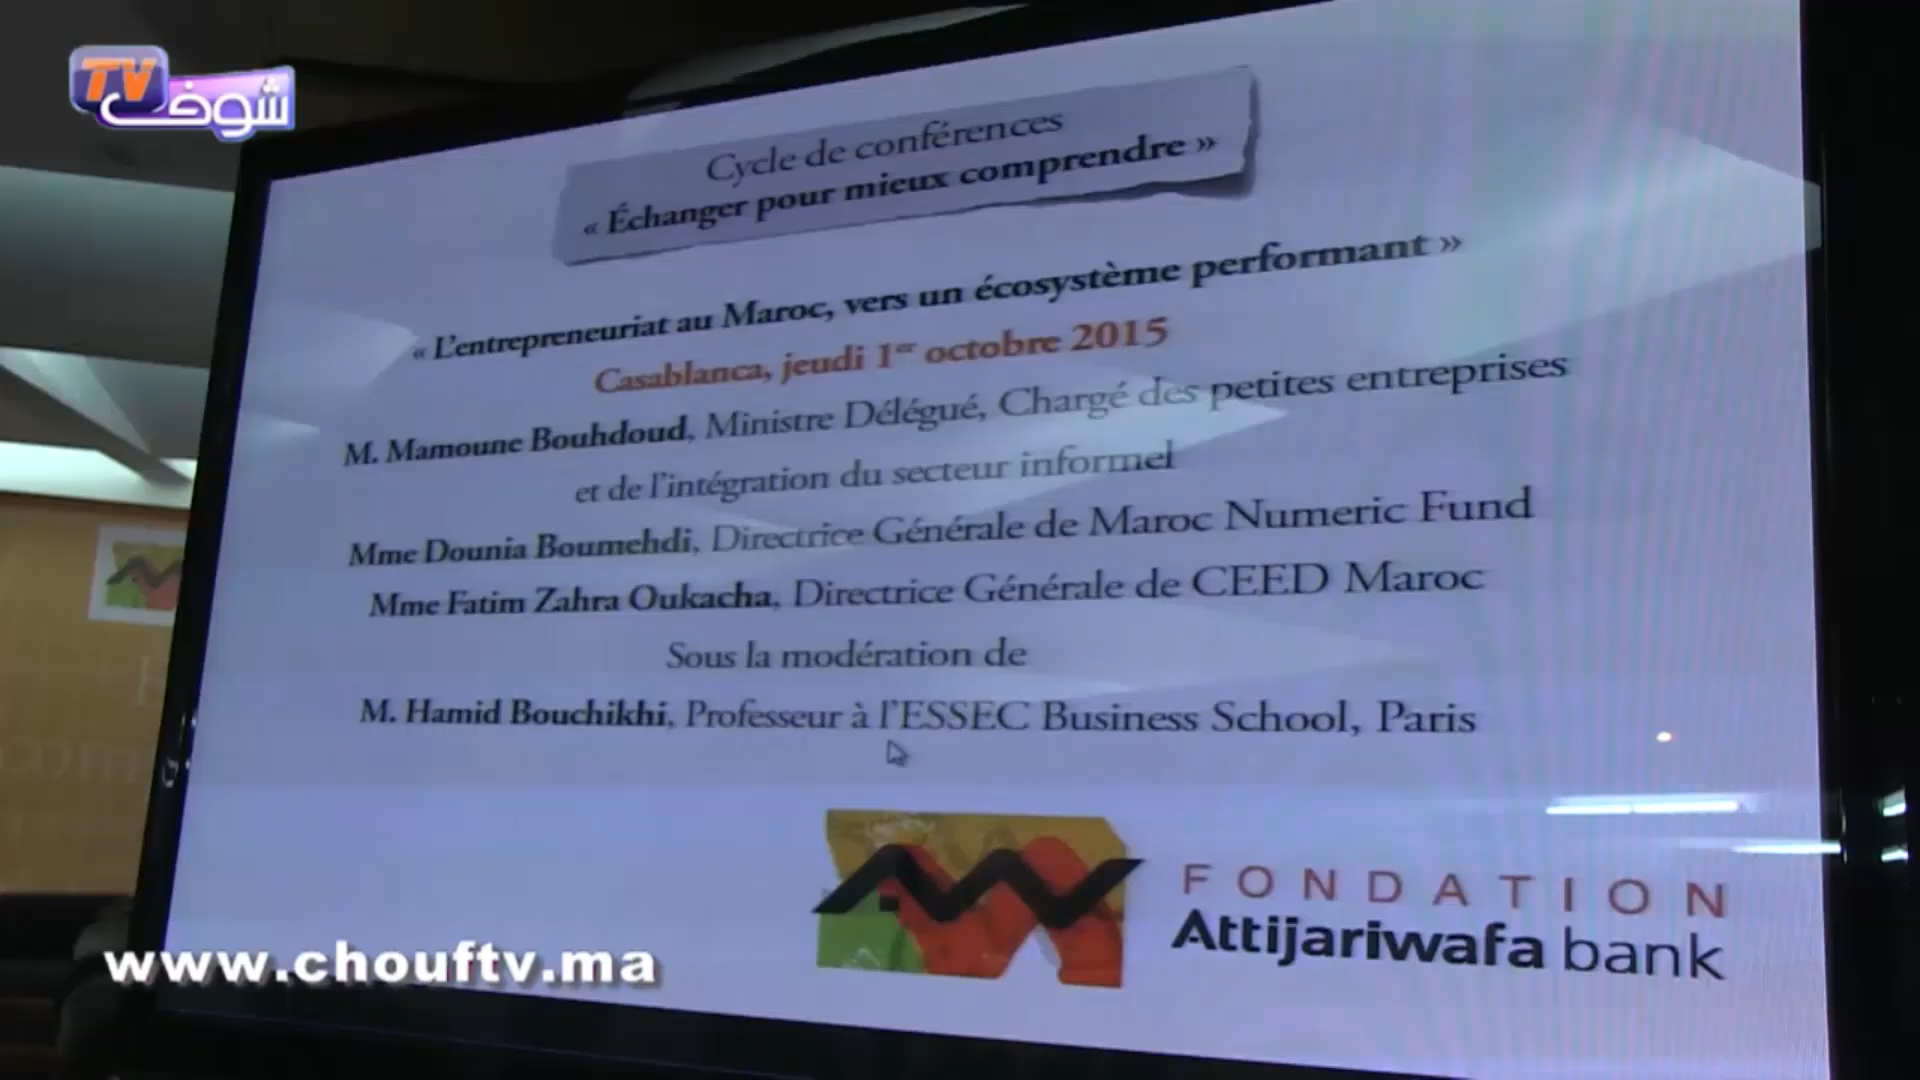 TV شوف
Cycle de conférences
« Échanger pour mieux comprendre »
« L'entrepreneuriat au Maroc, vers un écosystème performant »
Casablanca, jeudi 1er octobre 2015
M. Mamoune Bouhdoud, Ministre Délégué, Chargé des petites entreprises
et de l'intégration du secteur informel
Mme Dounia Boumehdi, Directrice Générale de Maroc Numeric Fund
Mme Fatim Zahra Oukacha, Directrice Générale de CEED Maroc
Sous la modération de
M. Hamid Bouchikhi, Professeur à l'ESSEC Business School, Paris
FONDATION
Attijariwafa bank
www.chouftv.ma